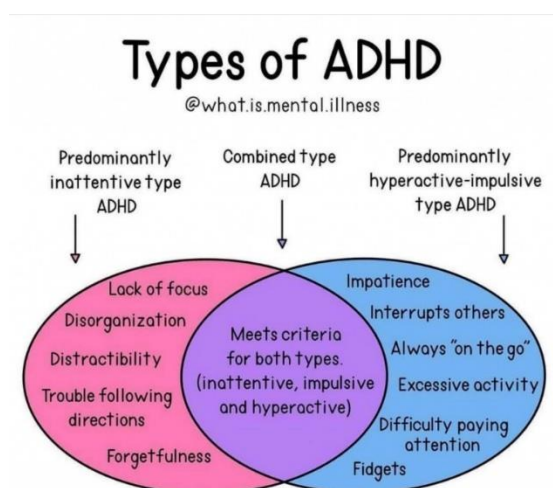 Types of ADHD
@what.is.mental.illness
Predominantly
inattentive type
ADHD
Combined type
ADHD
Predominantly
hyperactive-impulsive
type ADHD
Lack of focus
Disorganization
Distractibility
Trouble following
directions
Forgetfulness
Meets criteria
for both types.
(inattentive, impulsive
and hyperactive)
Impatience
Interrupts others
Always "on the go"
Excessive activity
Difficulty paying
attention
Fidgets